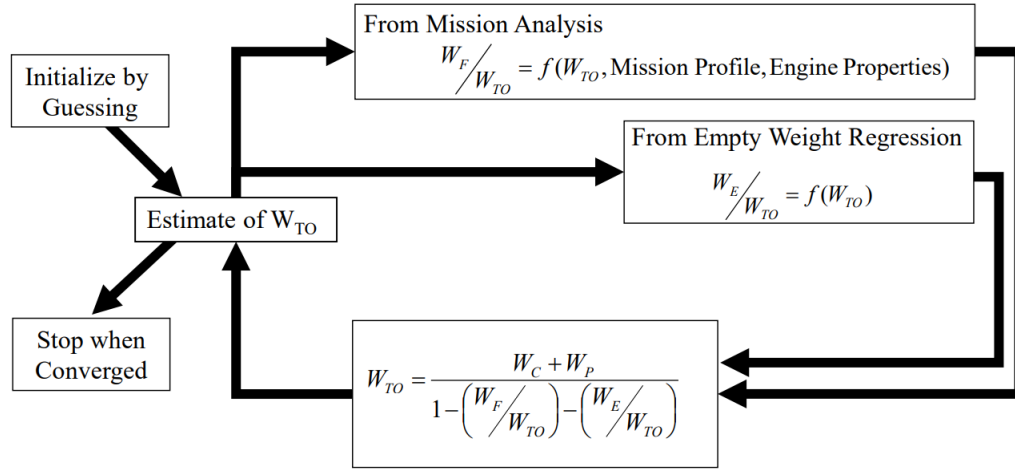 From Mission Analysis
W_F/W_TO = f(W_TO, Mission Profile, Engine Properties)
Initialize by
Guessing
From Empty Weight Regression
W_E/W_TO = f(W_TO)
Estimate of W_TO
Stop when
Converged
W_TO = (W_C + W_P)/(1 − (W_F/W_TO) − (W_E/W_TO))